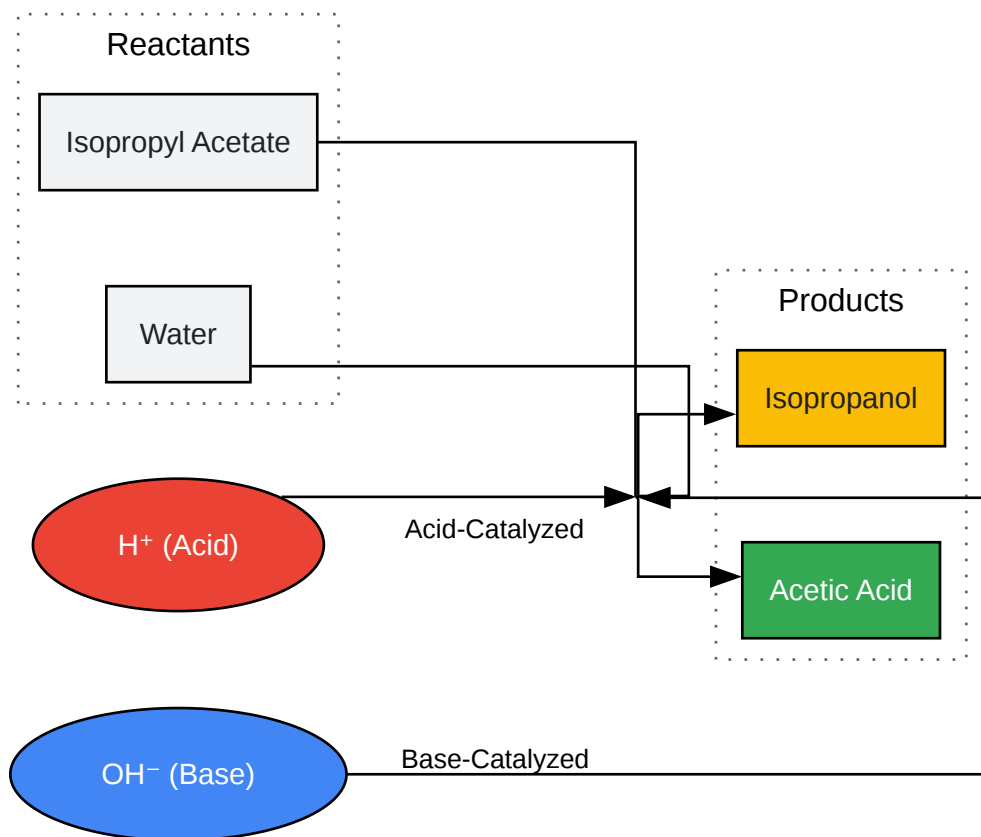 Reactants
Isopropyl Acetate
Water
Products
Isopropanol
H⁺ (Acid)
Acid-Catalyzed
Acetic Acid
OH⁻ (Base)
Base-Catalyzed